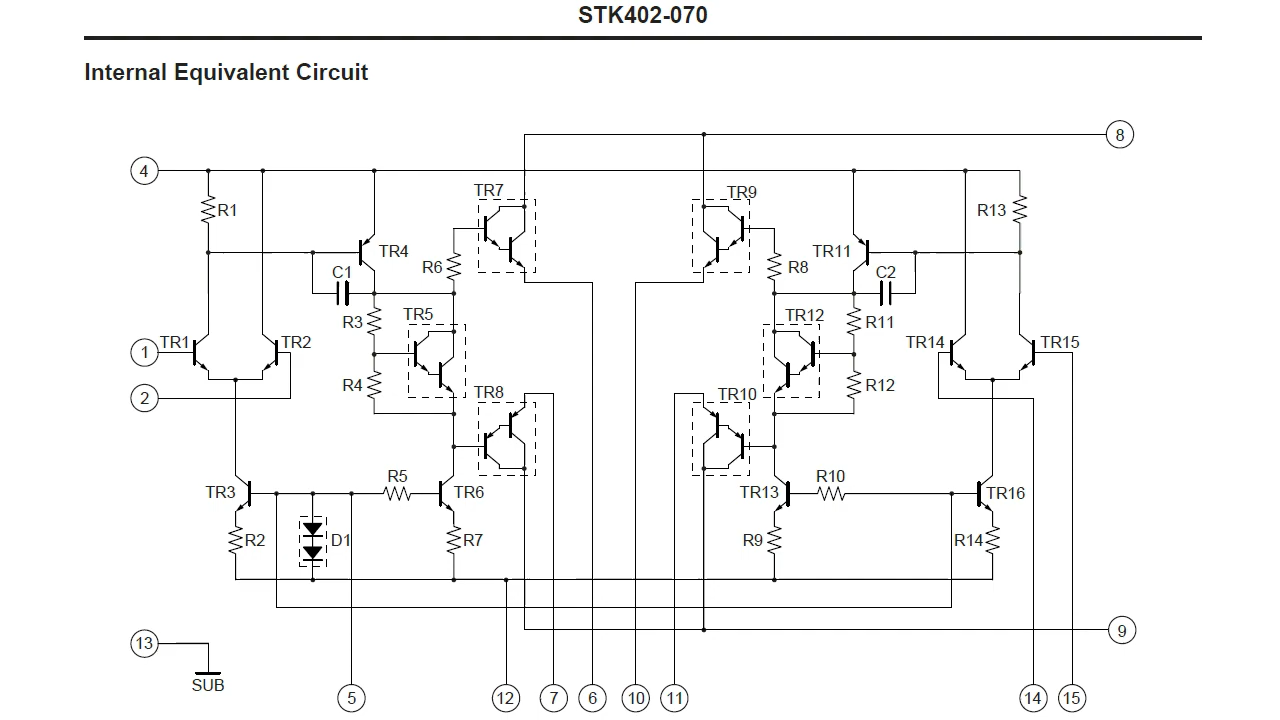 STK402-070
Internal Equivalent Circuit
8
4
TR7
TR9
R1
R13
TR4
TR11
R6
R8
C1
C2
R3
TR5
TR12
R11
1
TR1
TR2
TR14
TR15
R4
R12
2
TR8
TR10
R5
R10
TR3
TR6
TR13
TR16
R2
D1
R7
R9
R14
13
9
SUB
5
12
7
6
10
11
14
15